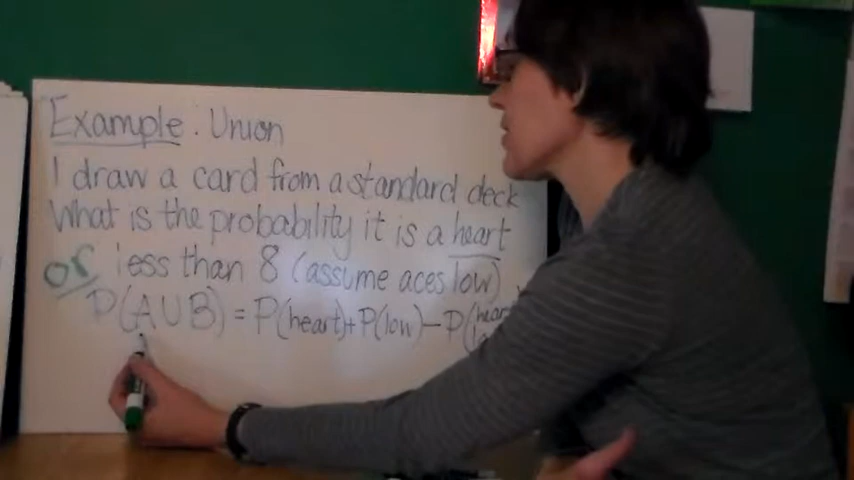 Example: Union
I draw a card from a standard deck
What is the probability it is a heart
or less than 8 (assume aces low)
P(A∪B) = P(heart)+P(low)-P(hear